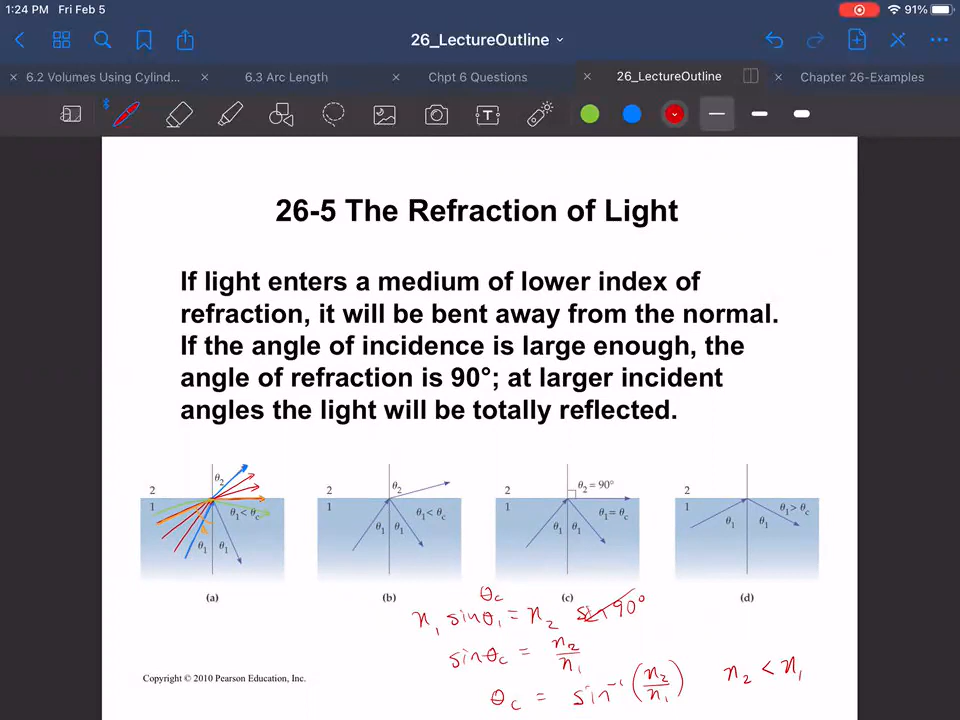 1:24 PM Fri Feb 5
91%
26_LectureOutline
6.2 Volumes Using Cylind...
6.3 Arc Length
Chpt 6 Questions
26_LectureOutline
Chapter 26-Examples
26-5 The Refraction of Light
If light enters a medium of lower index of
refraction, it will be bent away from the normal.
If the angle of incidence is large enough, the
angle of refraction is 90°; at larger incident
angles the light will be totally reflected.
2
1
θ₂
θ₁ < θc
θ₁ θ₁
(a)
2
1
θ₂
θ₁ < θc
θ₁ θ₁
(b)
2
1
θ₂ = 90°
θ₁ = θc
θ₁ θ₁
(c)
2
1
θ₁ > θc
θ₁ θ₁
(d)
θc
n₁ sinθ₁ = n₂ sin90°
sinθc = n₂/n₁
θc = sin⁻¹(n₂/n₁) n₂ < n₁
Copyright © 2010 Pearson Education, Inc.